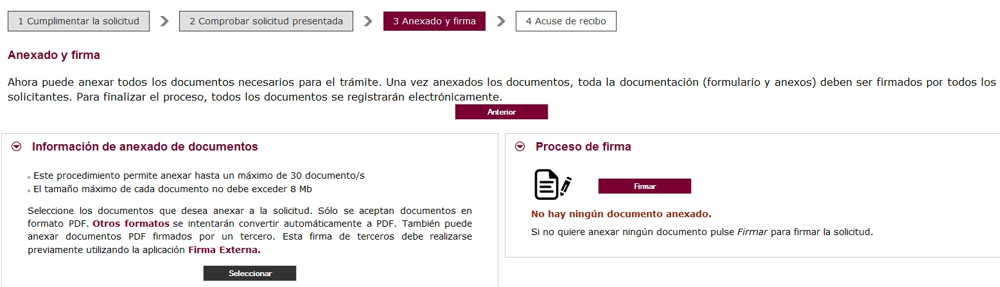 1 Cumplimentar la solicitud
2 Comprobar solicitud presentada
3 Anexado y firma
4 Acuse de recibo
Anexado y firma
Ahora puede anexar todos los documentos necesarios para el trámite. Una vez anexados los documentos, toda la documentación (formulario y anexos) deben ser firmados por todos los
solicitantes. Para finalizar el proceso, todos los documentos se registrarán electrónicamente.
Anterior
Información de anexado de documentos
Este procedimiento permite anexar hasta un máximo de 30 documento/s
El tamaño máximo de cada documento no debe exceder 8 Mb
Seleccione los documentos que desea anexar a la solicitud. Sólo se aceptan documentos en
formato PDF. Otros formatos se intentarán convertir automáticamente a PDF. También puede
anexar documentos PDF firmados por un tercero. Esta firma de terceros debe realizarse
previamente utilizando la aplicación Firma Externa.
Seleccionar
Proceso de firma
Firmar
No hay ningún documento anexado.
Si no quiere anexar ningún documento pulse Firmar para firmar la solicitud.